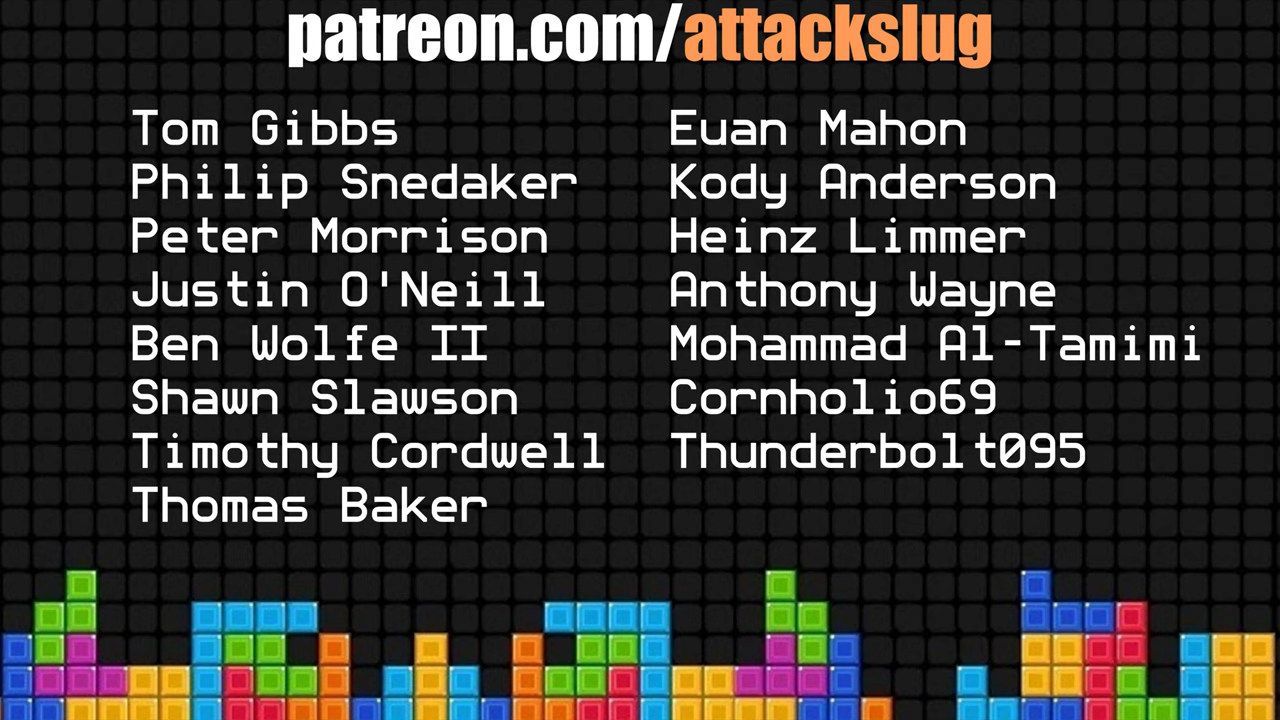 patreon.com/attackslug
Tom Gibbs
Philip Snedaker
Peter Morrison
Justin O'Neill
Ben Wolfe II
Shawn Slawson
Timothy Cordwell
Thomas Baker
Euan Mahon
Kody Anderson
Heinz Limmer
Anthony Wayne
Mohammad Al-Tamimi
Cornholio69
Thunderbolt095